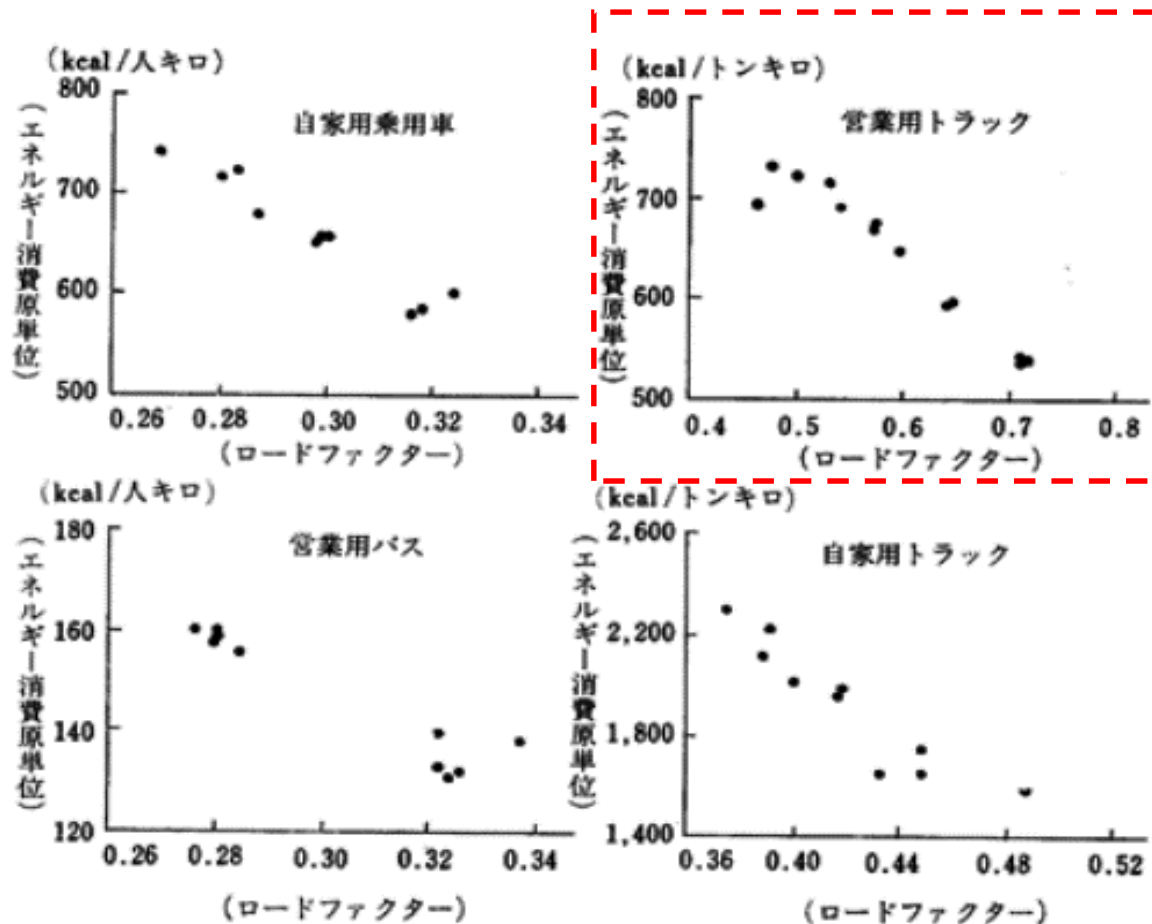 (kcal/人キロ)
自家用乗用車
(エネルギー消費原単位)
800
700
600
500
0.26 0.28 0.30 0.32 0.34
(ロードファクター)
(kcal/トンキロ)
営業用トラック
(エネルギー消費原単位)
800
700
600
500
0.4 0.5 0.6 0.7 0.8
(ロードファクター)
(kcal/人キロ)
営業用バス
(エネルギー消費原単位)
180
160
140
120
0.26 0.28 0.30 0.32 0.34
(ロードファクター)
(kcal/トンキロ)
自家用トラック
(エネルギー消費原単位)
2,600
2,200
1,800
1,400
0.36 0.40 0.44 0.48 0.52
(ロードファクター)